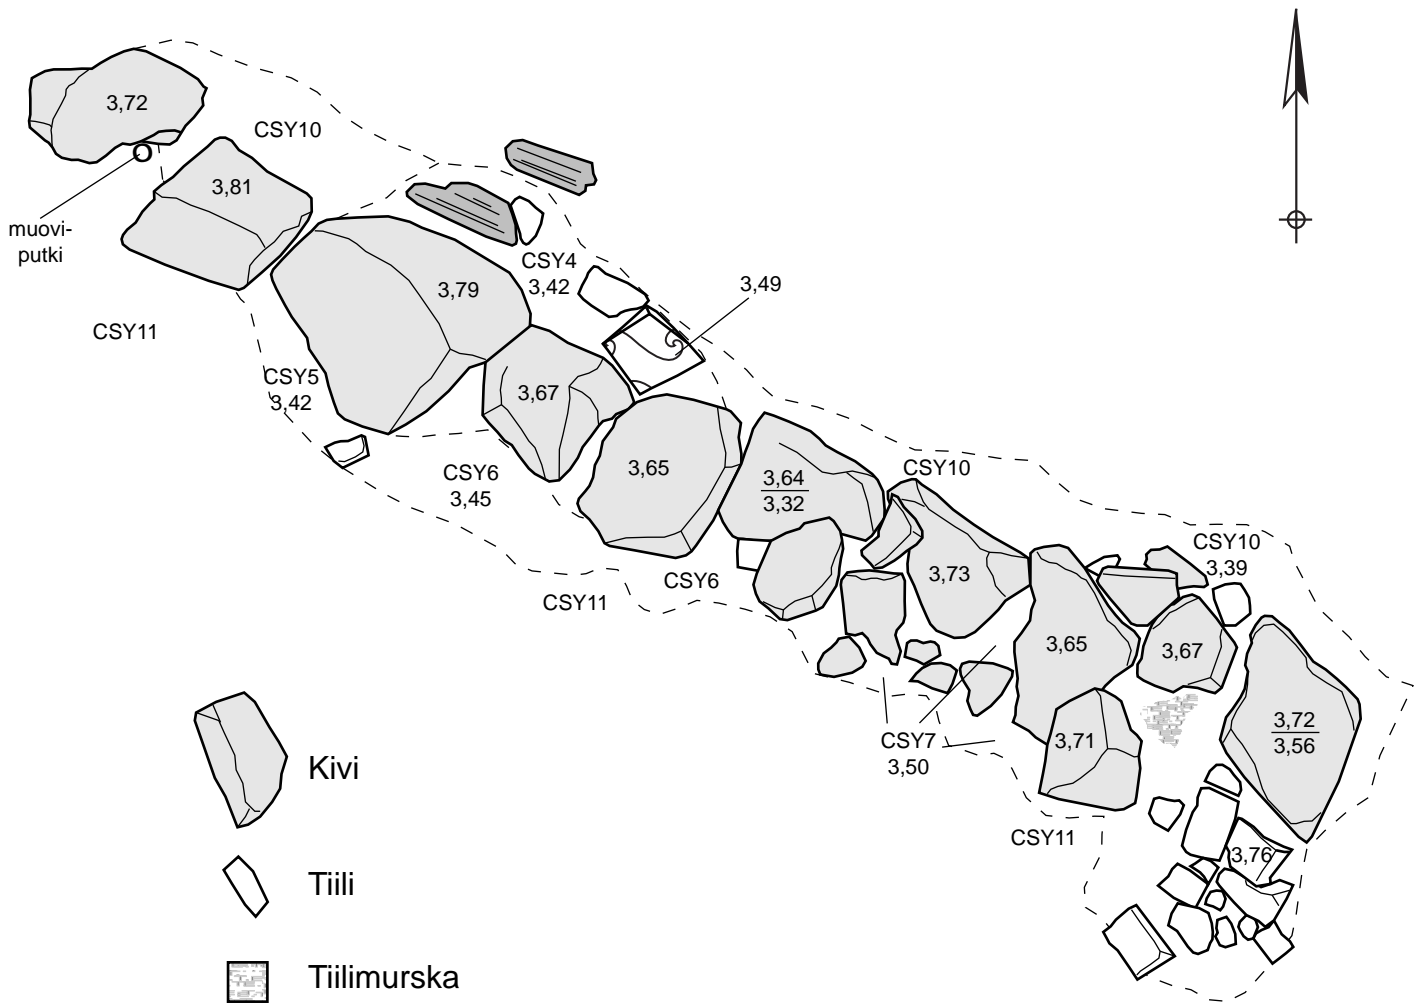 3,72
CSY10
3,81
muovi-
putki
CSY4
3,42
3,49
3,79
CSY11
CSY5
3,42
3,67
CSY6
3,45
3,65
3,64
3,32
CSY10
CSY10
3,39
3,73
CSY6
CSY11
3,65
3,67
3,72
3,56
CSY7
3,50
3,71
CSY11
3,76
Kivi
Tiili
Tiilimurska